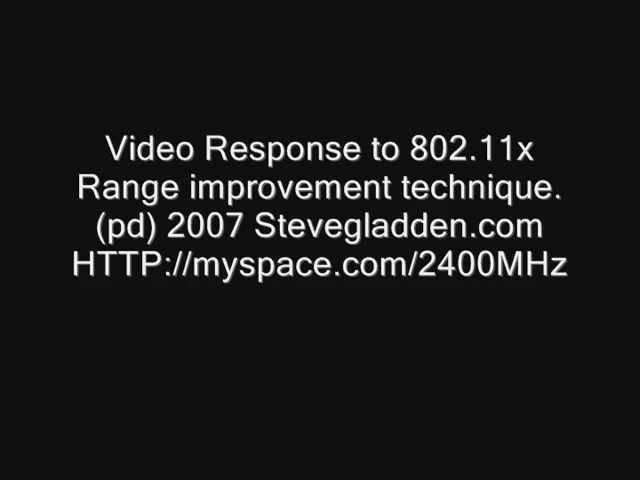 Video Response to 802.11x
Range improvement technique.
(pd) 2007 Stevegladden.com
HTTP://myspace.com/2400MHz